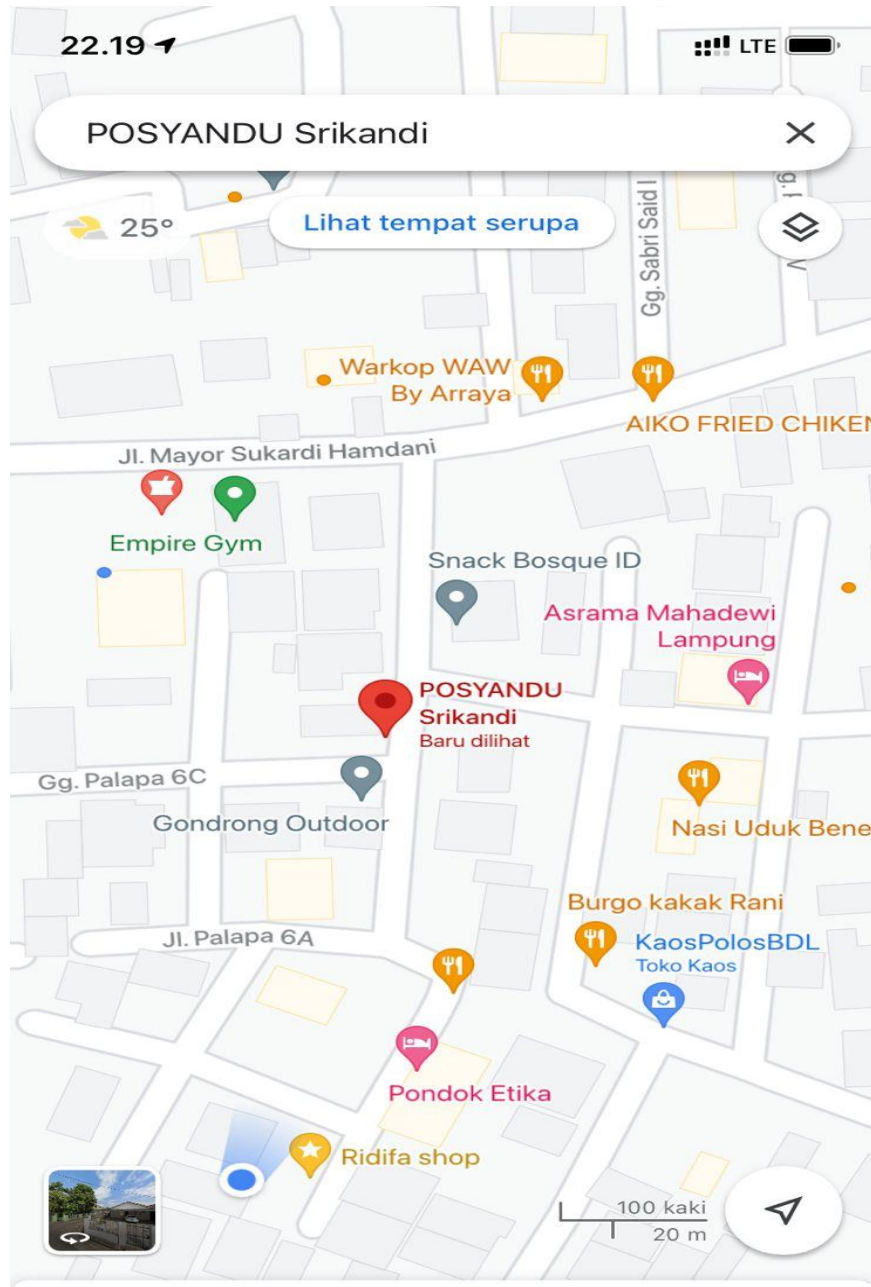 22.19
LTE
POSYANDU Srikandi
25°
Lihat tempat serupa
Gg. Sabri Said I
Warkop WAW
By Arraya
AIKO FRIED CHIKEN
Jl. Mayor Sukardi Hamdani
Empire Gym
Snack Bosque ID
Asrama Mahadewi
Lampung
POSYANDU
Srikandi
Baru dilihat
Gg. Palapa 6C
Gondrong Outdoor
Nasi Uduk Bene
Burgo kakak Rani
Jl. Palapa 6A
KaosPolosBDL
Toko Kaos
Pondok Etika
Ridifa shop
100 kaki
20 m